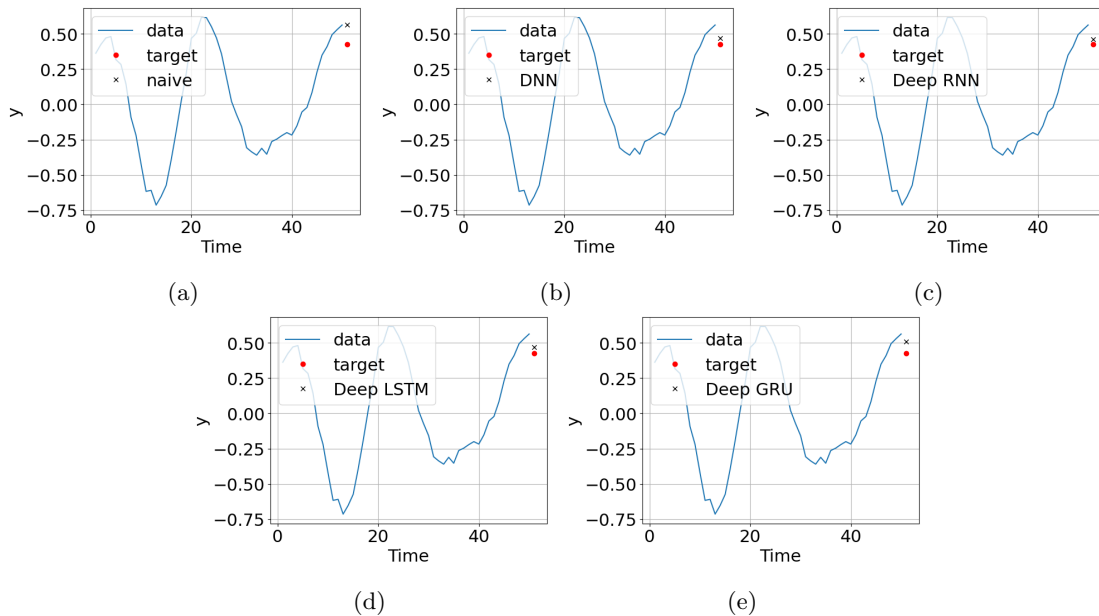 0.50
0.25
0.00
−0.25
−0.50
−0.75
y
data
target
naive
0
20
40
Time
(a)
0.50
0.25
0.00
−0.25
−0.50
−0.75
y
data
target
DNN
0
20
40
Time
(b)
0.50
0.25
0.00
−0.25
−0.50
−0.75
y
data
target
Deep RNN
0
20
40
Time
(c)
0.50
0.25
0.00
−0.25
−0.50
−0.75
y
data
target
Deep LSTM
0
20
40
Time
(d)
0.50
0.25
0.00
−0.25
−0.50
−0.75
y
data
target
Deep GRU
0
20
40
Time
(e)